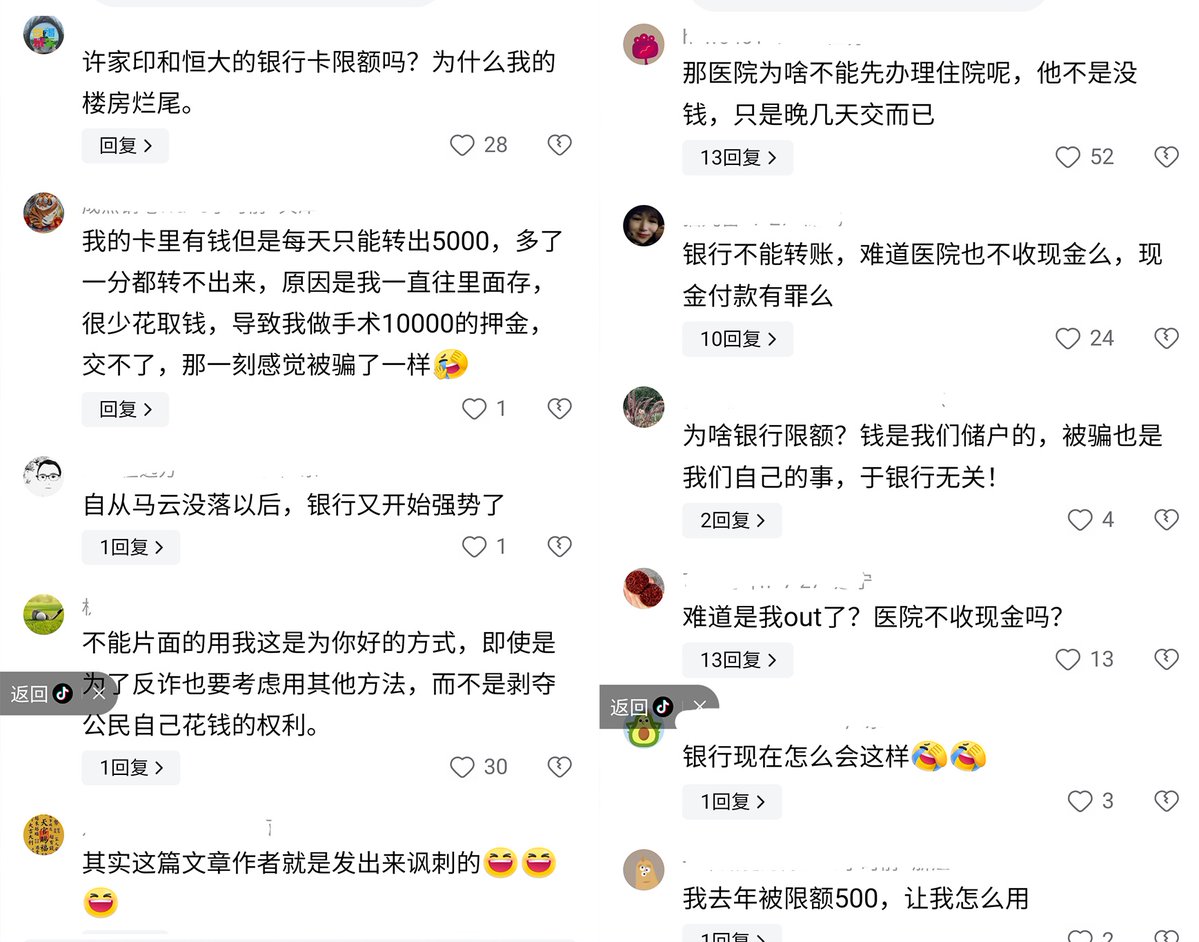 许家印和恒大的银行卡限额吗？为什么我的
楼房烂尾。
回复
28
我的卡里有钱但是每天只能转出5000，多了
一分都转不出来，原因是我一直往里面存，
很少花取钱，导致我做手术10000的押金，
交不了，那一刻感觉被骗了一样🤣
回复
1
自从马云没落以后，银行又开始强势了
1回复
1
不能片面的用我这是为你好的方式，即使是
为了反诈也要考虑用其他方法，而不是剥夺
公民自己花钱的权利。
返回
1回复
30
其实这篇文章作者就是发出来讽刺的😆😆
😆
那医院为啥不能先办理住院呢，他不是没
钱，只是晚几天交而已
13回复
52
银行不能转账，难道医院也不收现金么，现
金付款有罪么
10回复
24
为啥银行限额？钱是我们储户的，被骗也是
我们自己的事，于银行无关！
2回复
4
难道是我out了？医院不收现金吗？
13回复
13
返回
银行现在怎么会这样🤣🤣
1回复
3
我去年被限额500，让我怎么用
1回复
2